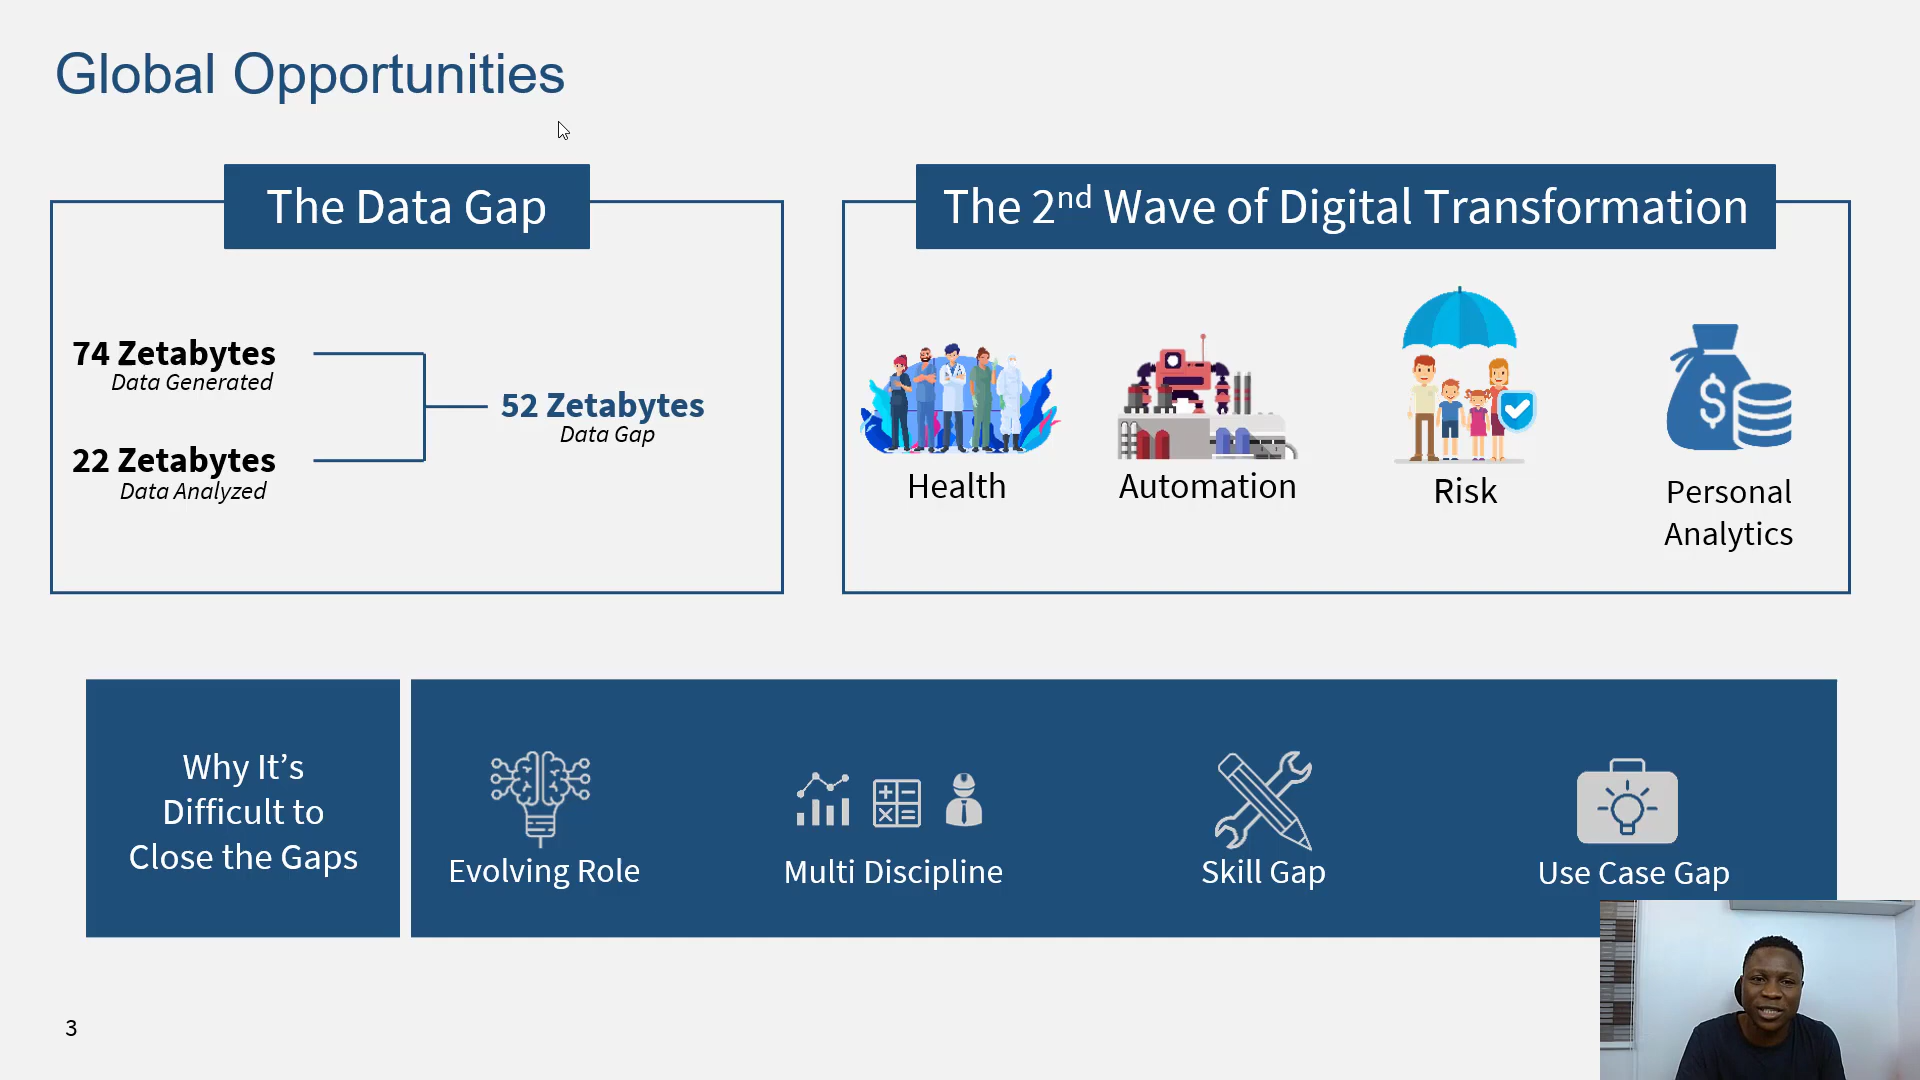 Global Opportunities
The Data Gap
74 Zetabytes
Data Generated
22 Zetabytes
Data Analyzed
52 Zetabytes
Data Gap
The 2nd Wave of Digital Transformation
Health
Automation
Risk
Personal
Analytics
Why It’s
Difficult to
Close the Gaps
Evolving Role
Multi Discipline
Skill Gap
Use Case Gap
3